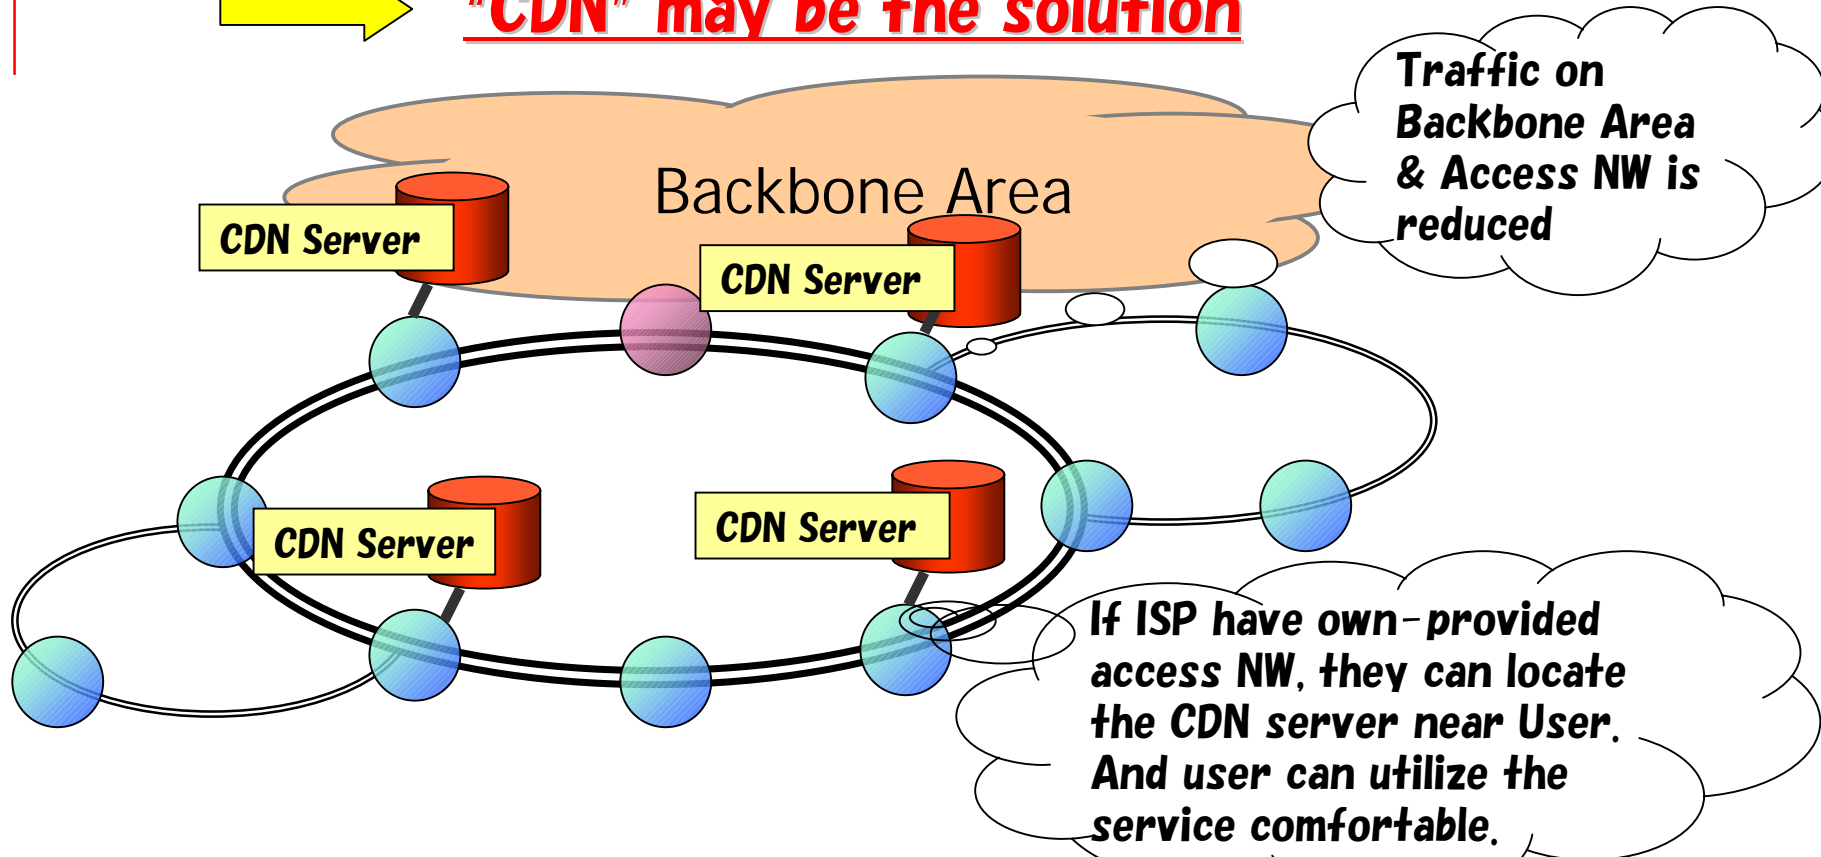 "CDN" may be the solution
Traffic on
Backbone Area
& Access NW is
reduced
Backbone Area
CDN Server
CDN Server
CDN Server
CDN Server
If ISP have own-provided
access NW, they can locate
the CDN server near User.
And user can utilize the
service comfortable.